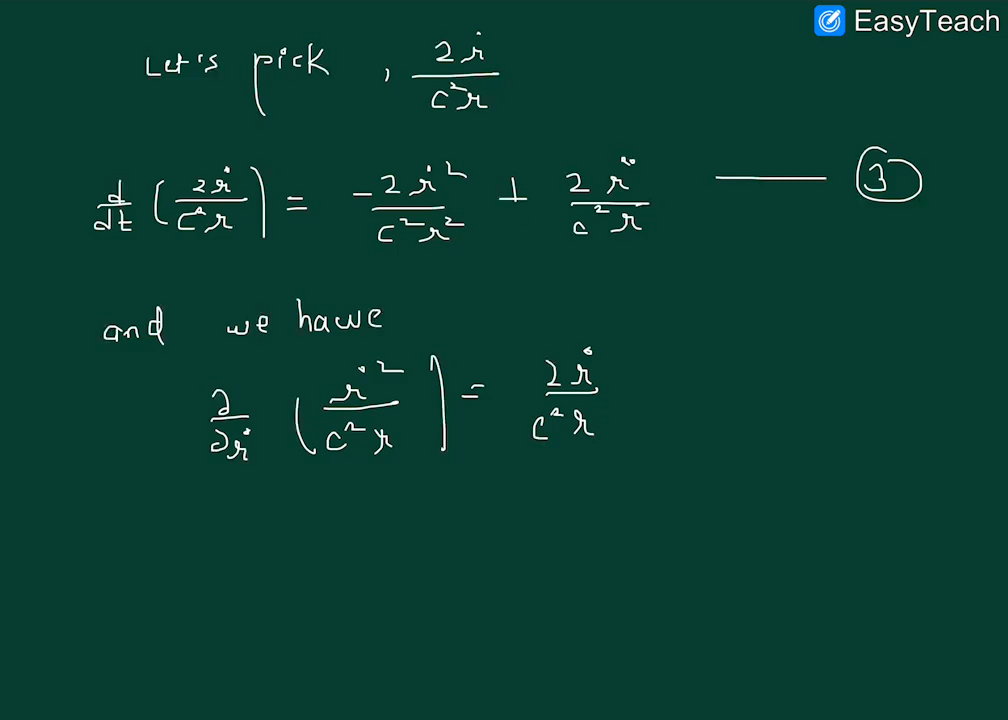 EasyTeach
Let's pick , 2ṙ/c²r
d/dt (2ṙ/c²r) = -2ṙ²/c²r² + 2r̈/c²r ——— ③
and we have
∂/∂ṙ (ṙ²/c²r) = 2ṙ/c²r